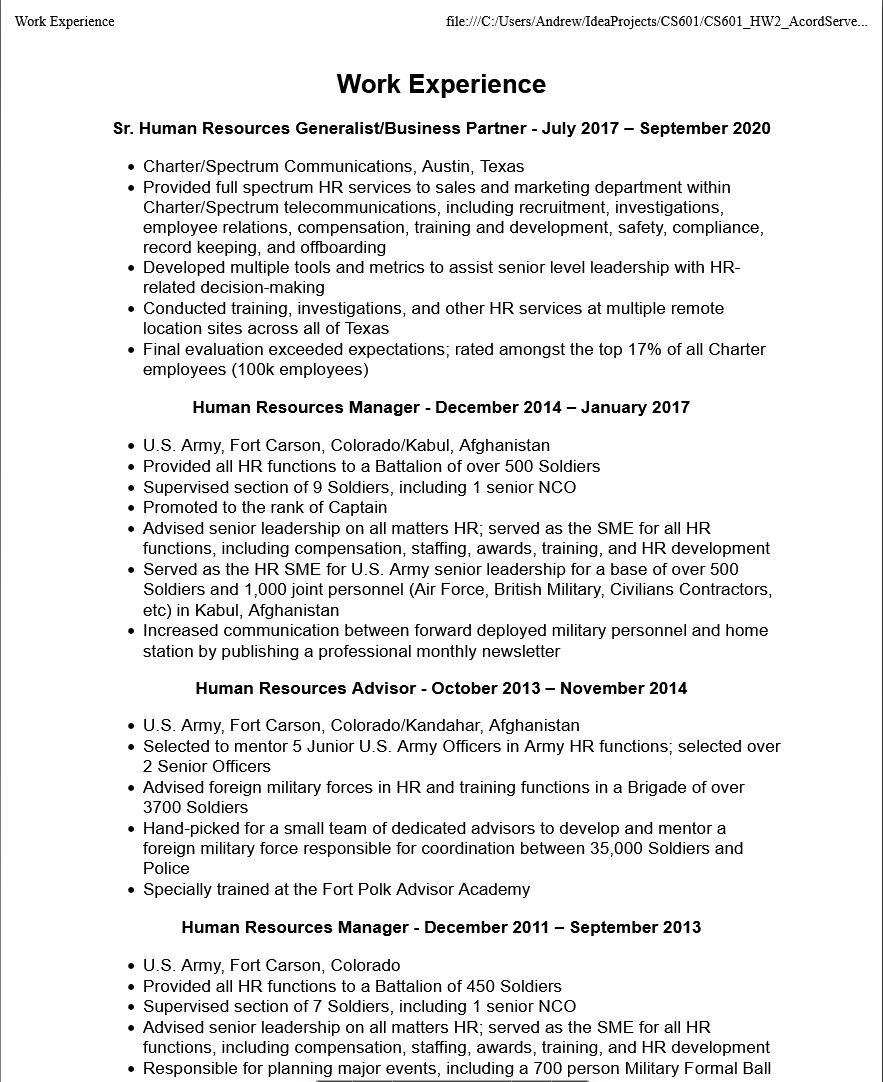 Work Experience
file:///C:/Users/Andrew/IdeaProjects/CS601/CS601_HW2_AcordServe...
Work Experience
Sr. Human Resources Generalist/Business Partner - July 2017 – September 2020
• Charter/Spectrum Communications, Austin, Texas
• Provided full spectrum HR services to sales and marketing department within
Charter/Spectrum telecommunications, including recruitment, investigations,
employee relations, compensation, training and development, safety, compliance,
record keeping, and offboarding
• Developed multiple tools and metrics to assist senior level leadership with HR-
related decision-making
• Conducted training, investigations, and other HR services at multiple remote
location sites across all of Texas
• Final evaluation exceeded expectations; rated amongst the top 17% of all Charter
employees (100k employees)
Human Resources Manager - December 2014 – January 2017
• U.S. Army, Fort Carson, Colorado/Kabul, Afghanistan
• Provided all HR functions to a Battalion of over 500 Soldiers
• Supervised section of 9 Soldiers, including 1 senior NCO
• Promoted to the rank of Captain
• Advised senior leadership on all matters HR; served as the SME for all HR
functions, including compensation, staffing, awards, training, and HR development
• Served as the HR SME for U.S. Army senior leadership for a base of over 500
Soldiers and 1,000 joint personnel (Air Force, British Military, Civilians Contractors,
etc) in Kabul, Afghanistan
• Increased communication between forward deployed military personnel and home
station by publishing a professional monthly newsletter
Human Resources Advisor - October 2013 – November 2014
• U.S. Army, Fort Carson, Colorado/Kandahar, Afghanistan
• Selected to mentor 5 Junior U.S. Army Officers in Army HR functions; selected over
2 Senior Officers
• Advised foreign military forces in HR and training functions in a Brigade of over
3700 Soldiers
• Hand-picked for a small team of dedicated advisors to develop and mentor a
foreign military force responsible for coordination between 35,000 Soldiers and
Police
• Specially trained at the Fort Polk Advisor Academy
Human Resources Manager - December 2011 – September 2013
• U.S. Army, Fort Carson, Colorado
• Provided all HR functions to a Battalion of 450 Soldiers
• Supervised section of 7 Soldiers, including 1 senior NCO
• Advised senior leadership on all matters HR; served as the SME for all HR
functions, including compensation, staffing, awards, training, and HR development
• Responsible for planning major events, including a 700 person Military Formal Ball